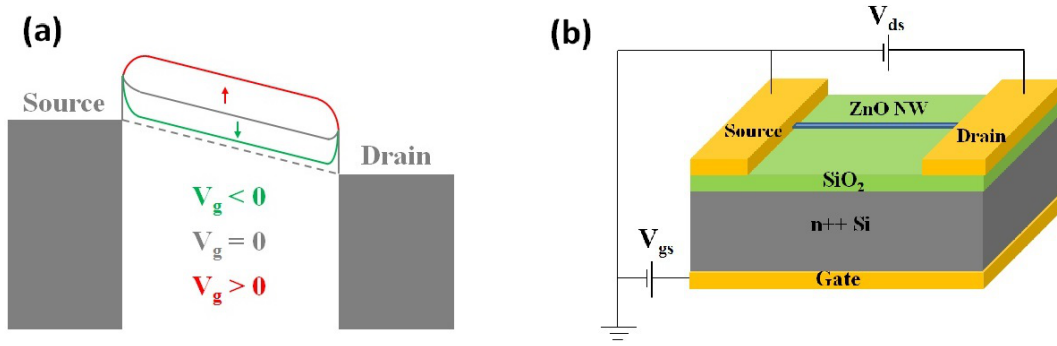 (a)
Source
Drain
V_g < 0
V_g = 0
V_g > 0
(b)
V_ds
ZnO NW
Source
Drain
SiO₂
n++ Si
V_gs
Gate